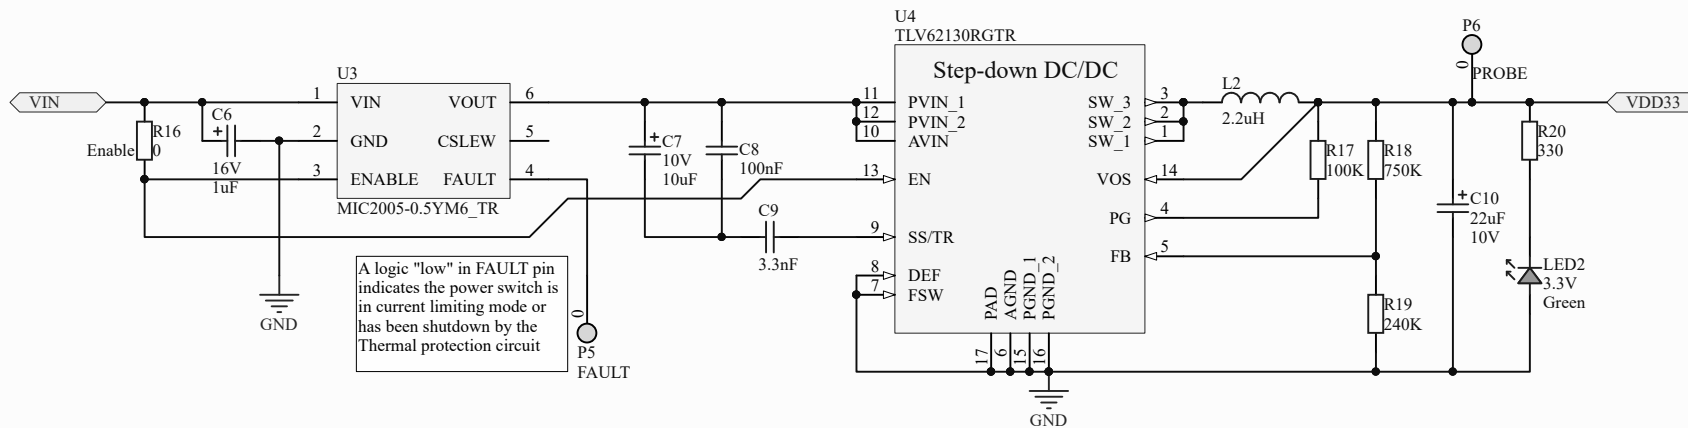 VIN
Enable
R16
0
C6
16V
1uF
GND
U3
1
VIN
2
GND
3
ENABLE
VOUT
6
CSLEW
5
FAULT
4
MIC2005-0.5YM6_TR
A logic "low" in FAULT pin
indicates the power switch is
in current limiting mode or
has been shutdown by the
Thermal protection circuit
0
P5
FAULT
C7
10V
10uF
C8
100nF
C9
3.3nF
U4
TLV62130RGTR
Step-down DC/DC
11
PVIN_1
12
PVIN_2
10
AVIN
13
EN
9
SS/TR
8
DEF
7
FSW
SW_3
3
SW_2
2
SW_1
1
VOS
14
PG
4
FB
5
PAD
AGND
PGND_1
PGND_2
17
6
15
16
GND
L2
2.2uH
R17
100K
R18
750K
R19
240K
P6
0
PROBE
C10
22uF
10V
R20
330
LED2
3.3V
Green
VDD33